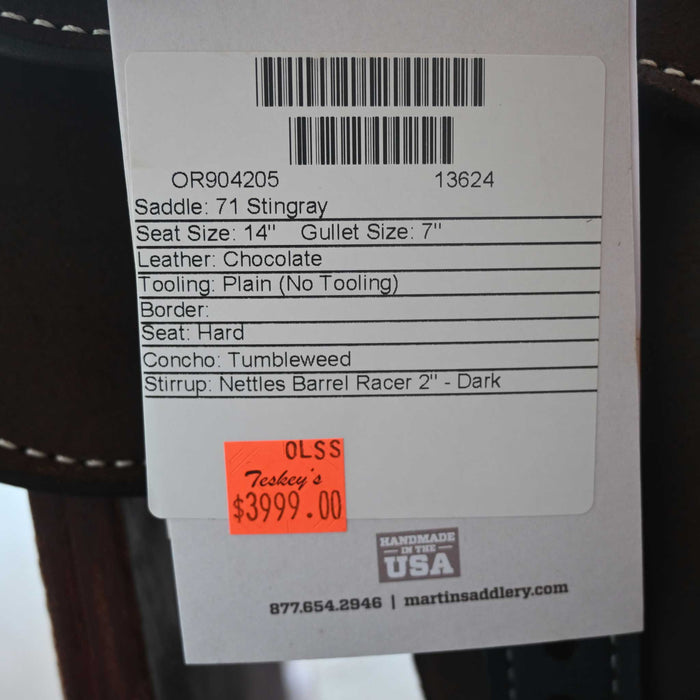 OR904205 13624
Saddle: 71 Stingray
Seat Size: 14" Gullet Size: 7"
Leather: Chocolate
Tooling: Plain (No Tooling)
Border:
Seat: Hard
Concho: Tumbleweed
Stirrup: Nettles Barrel Racer 2" - Dark
OLSS
Teskey's
$3999.00
HANDMADE
IN THE
USA
877.654.2946 | martinsaddlery.com